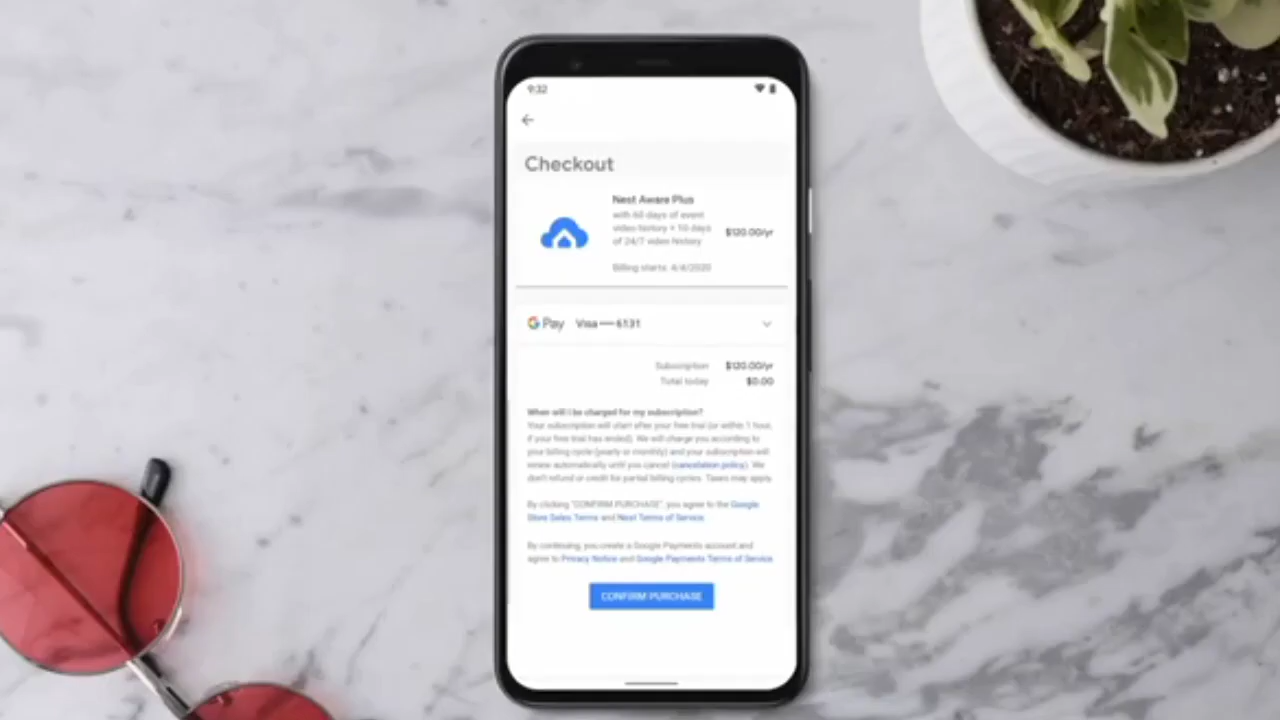 9:32
Checkout
Nest Aware Plus
with 60 days of event
video history + 10 days
of 24/7 video history
$120.00/yr
Billing starts: 4/4/2020
G Pay Visa ····6131
Subscription $120.00/yr
Total today $0.00
When will I be charged for my subscription?
Your subscription will start after your free trial (or within 1 hour,
if your free trial has ended). We will charge you according to
your billing cycle (yearly or monthly) and your subscription will
renew automatically until you cancel (cancelation policy). We
don't refund or credit for partial billing cycles. Taxes may apply.
By clicking "CONFIRM PURCHASE", you agree to the Google
Store Sales Terms and Nest Terms of Service.
By continuing, you create a Google Payments account and
agree to Privacy Notice and Google Payments Terms of Service
CONFIRM PURCHASE